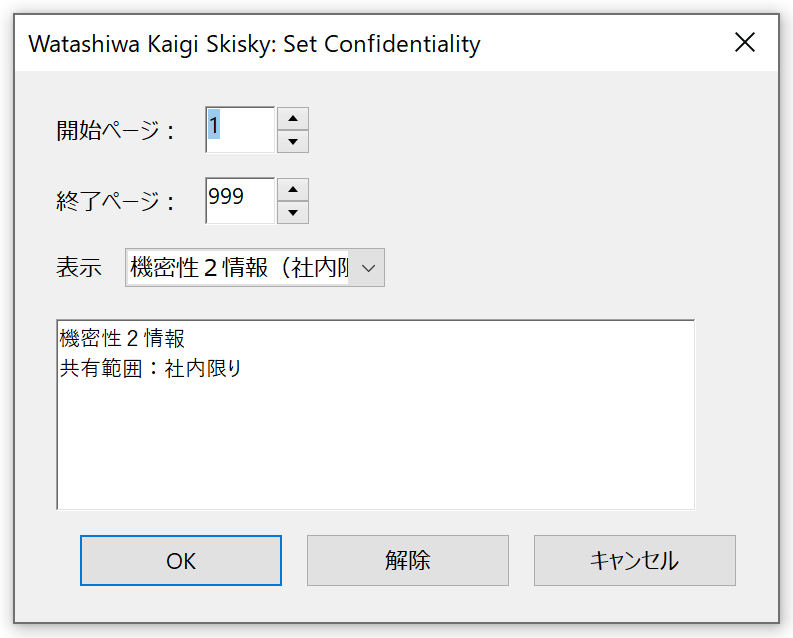 Watashiwa Kaigi Skisky: Set Confidentiality
開始ページ： 1
終了ページ： 999
表示 機密性２情報（社内
機密性２情報
共有範囲：社内限り
OK 解除 キャンセル